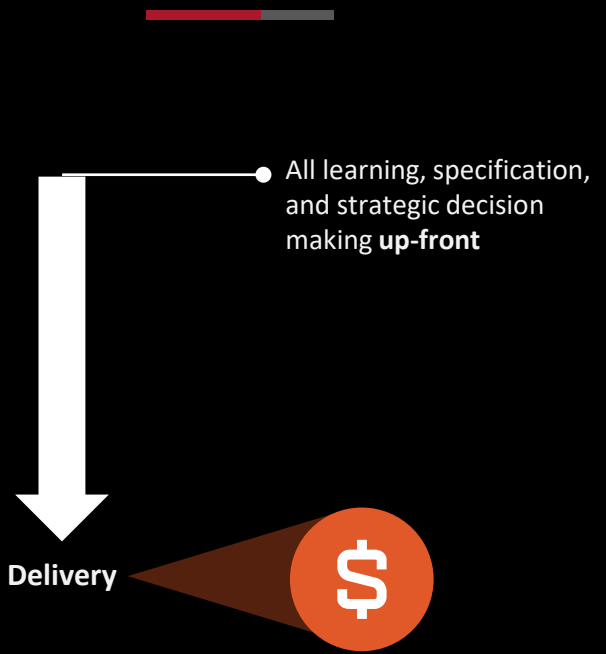 All learning, specification,
and strategic decision
making up-front
Delivery
$